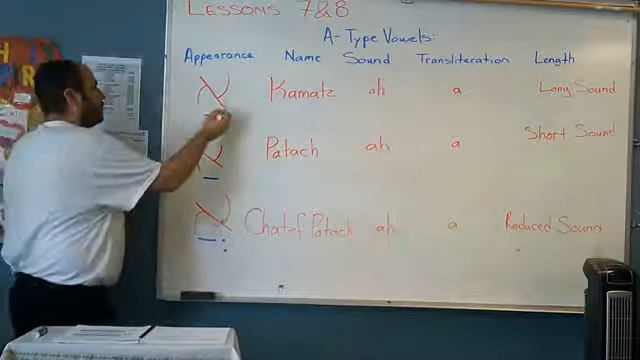 LESSONS 7&8
A-TYPE VOWELS:
Appearance Name Sound Transliteration Length
א Kamatz ah a Long Sound
אַ Patach ah a Short Sound
אֲ Chataf Patach ah a Reduced Sound